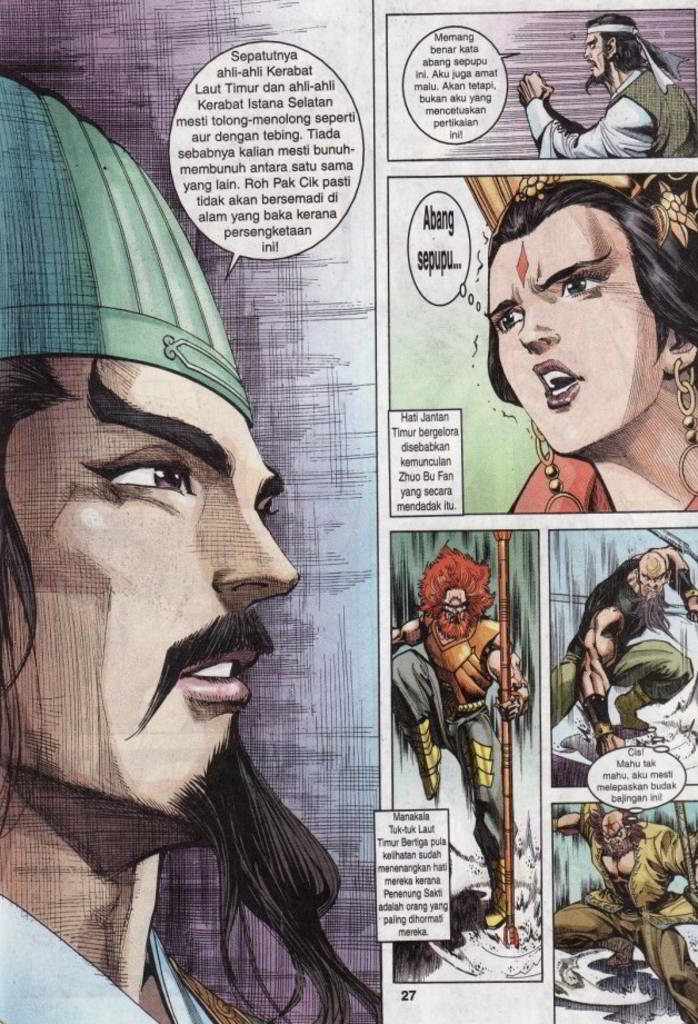 Sepatutnya
ahli-ahli Kerabat
Laut Timur dan ahli-ahli
Kerabat Istana Selatan
mesti tolong-menolong seperti
aur dengan tebing. Tiada
sebabnya kalian mesti bunuh-
membunuh antara satu sama
yang lain. Roh Pak Cik pasti
tidak akan bersemadi di
alam yang baka kerana
persengketaan
ini!
Memang
benar kata
abang sepupu
ini. Aku juga amat
malu. Akan tetapi,
bukan aku yang
mencetuskan
pertikaian
ini!
Abang
sepupu...
Hati Jantan
Timur bergelora
disebabkan
kemunculan
Zhuo Bu Fan
yang secara
mendadak itu.
Manakala
Tuk-tuk Laut
Timur Bertiga pula
kelihatan sudah
menenangkan hati
mereka kerana
Penenung Sakti
adalah orang yang
paling dihormati
mereka.
Cis!
Mahu tak
mahu, aku mesti
melepaskan budak
bajingan ini!
27